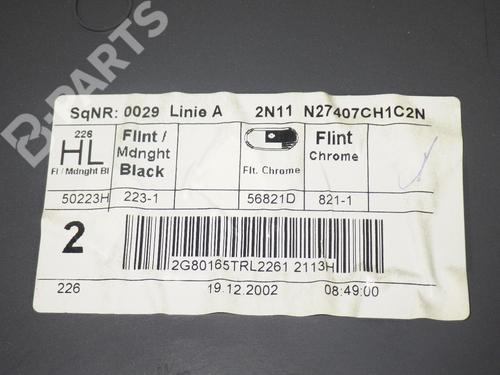 B-PARTS
SqNR: 0029 Linie A 2N11 N27407CH1C2N
226
HL
Fl / Mdnght Bl
Flint /
Mdnght
Black
Flt. Chrome
Flint
Chrome
50223H 223-1 56821D 821-1
2
2G80165TRL2261 2113H
226 19.12.2002 08:49:00